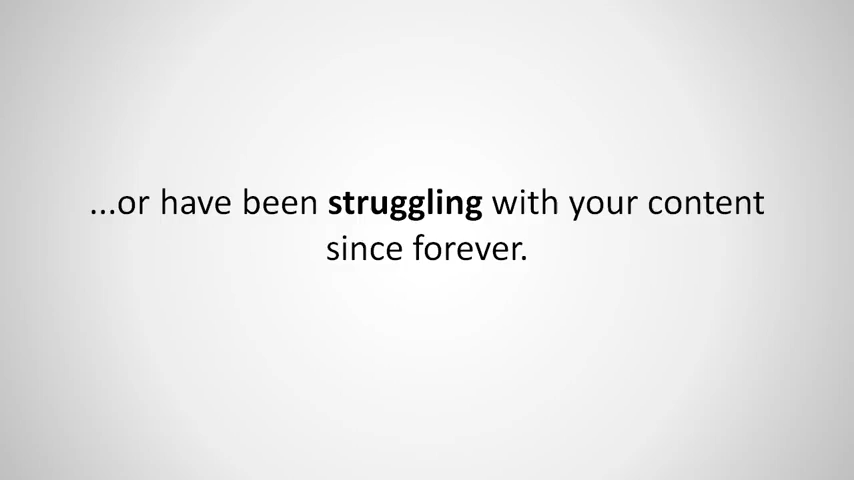 ...or have been struggling with your content
since forever.